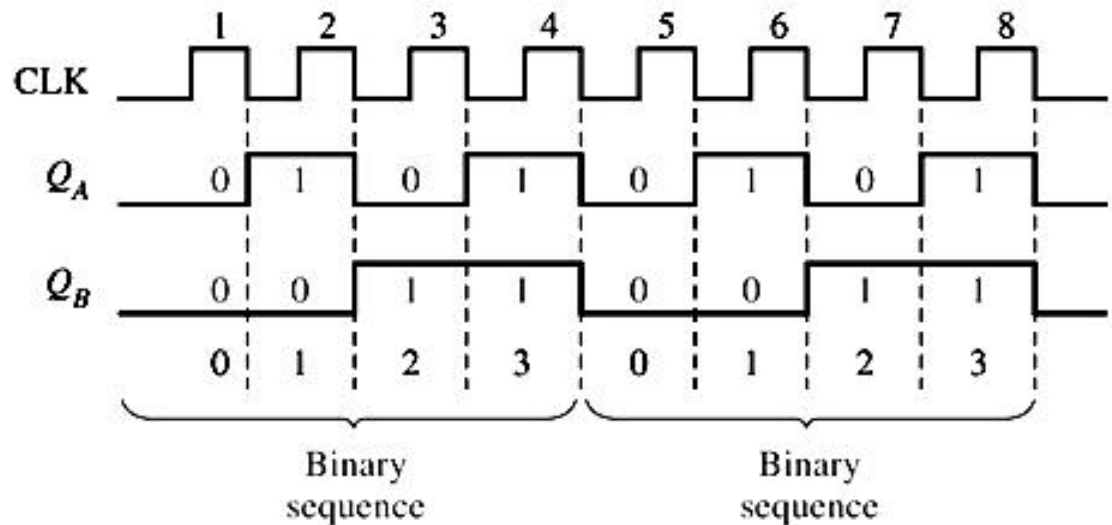 1 2 3 4 5 6 7 8
CLK
Q_A 0 1 0 1 0 1 0 1
Q_B 0 0 1 1 0 0 1 1
0 1 2 3 0 1 2 3
Binary Binary
sequence sequence